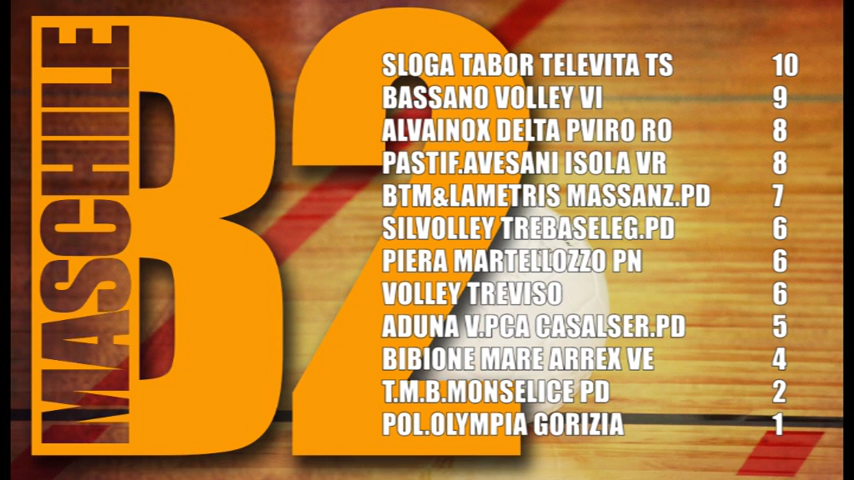 MASCHILE
B2
SLOGA TABOR TELEVITA TS 10
BASSANO VOLLEY VI 9
ALVAINOX DELTA PVIRO RO 8
PASTIF.AVESANI ISOLA VR 8
BTM&LAMETRIS MASSANZ.PD 7
SILVOLLEY TREBASELEG.PD 6
PIERA MARTELLOZZO PN 6
VOLLEY TREVISO 6
ADUNA V.PCA CASALSER.PD 5
BIBIONE MARE ARREX VE 4
T.M.B.MONSELICE PD 2
POL.OLYMPIA GORIZIA 1